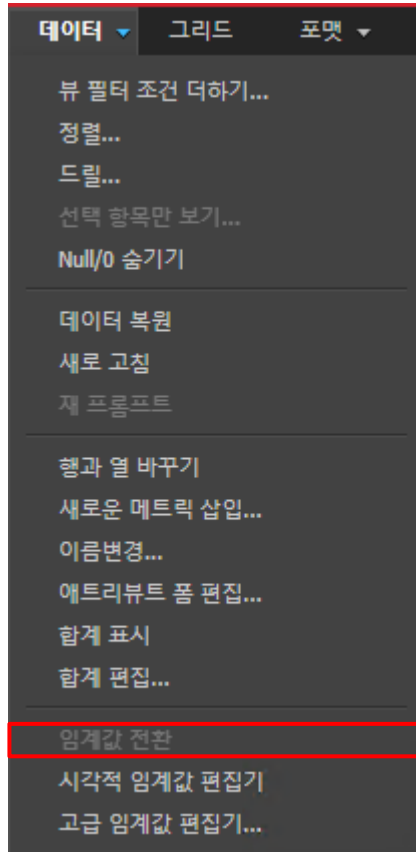 데이터 그리드 포맷
뷰 필터 조건 더하기...
정렬...
드릴...
선택 항목만 보기...
Null/0 숨기기
데이터 복원
새로 고침
재 프롬프트
행과 열 바꾸기
새로운 메트릭 삽입...
이름변경...
애트리뷰트 폼 편집...
합계 표시
합계 편집...
임계값 전환
시각적 임계값 편집기
고급 임계값 편집기...